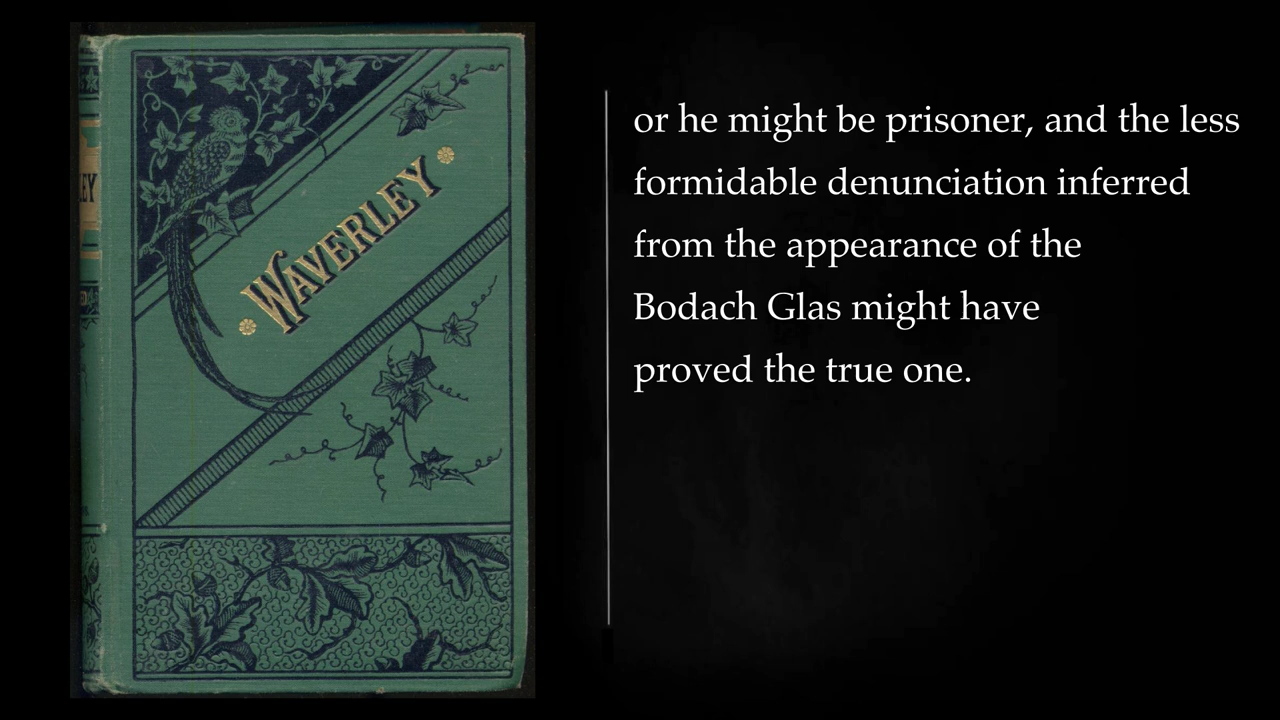 WAVERLEY
EY
or he might be prisoner, and the less
formidable denunciation inferred
from the appearance of the
Bodach Glas might have
proved the true one.